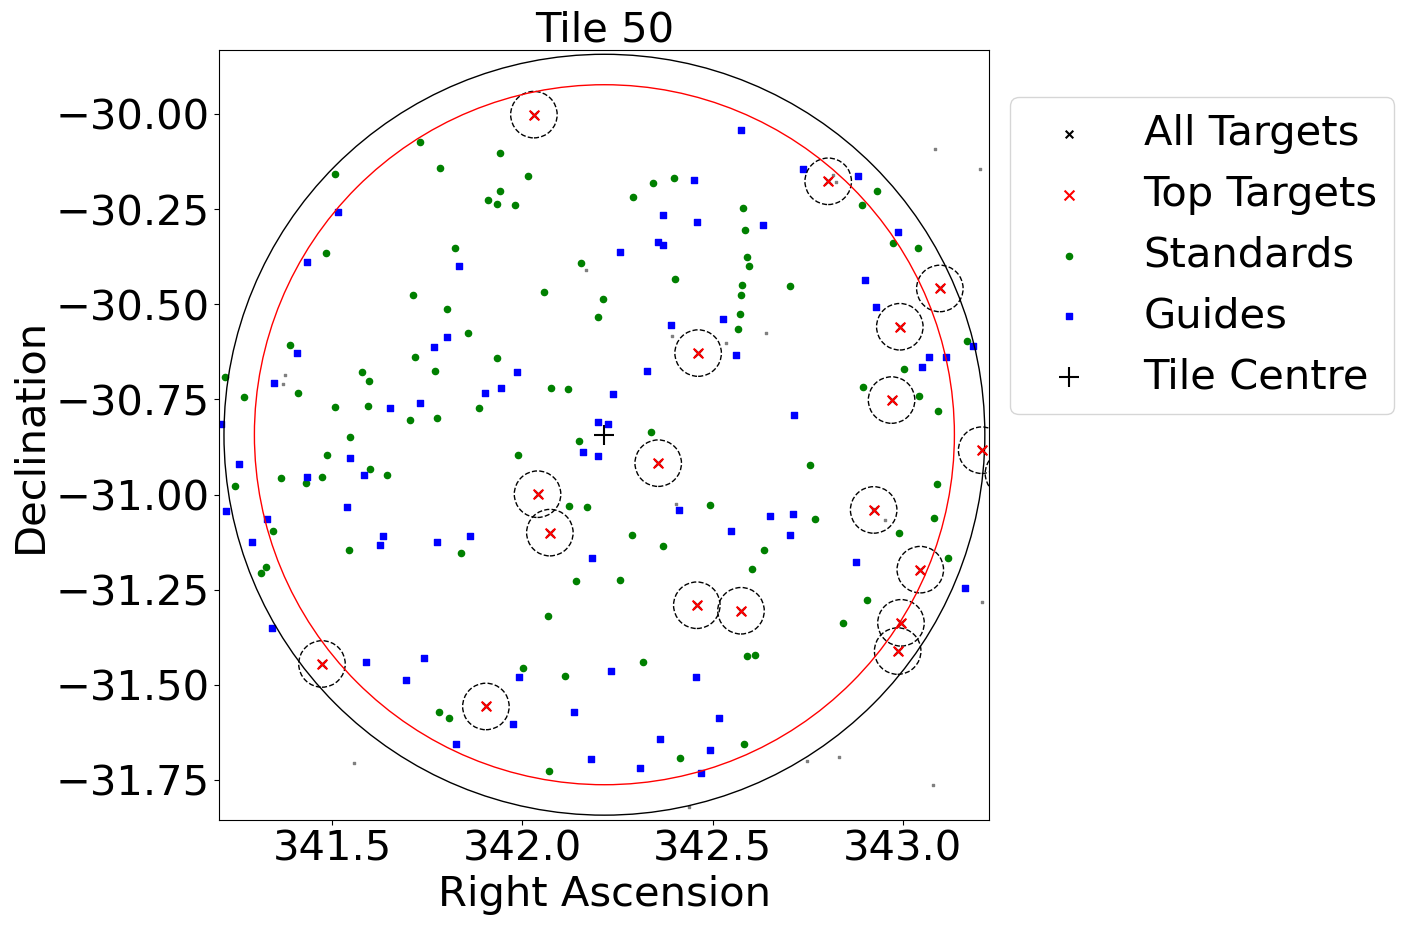 Tile 50
Declination
−30.00
−30.25
−30.50
−30.75
−31.00
−31.25
−31.50
−31.75
341.5 342.0 342.5 343.0
Right Ascension
All Targets
Top Targets
Standards
Guides
Tile Centre